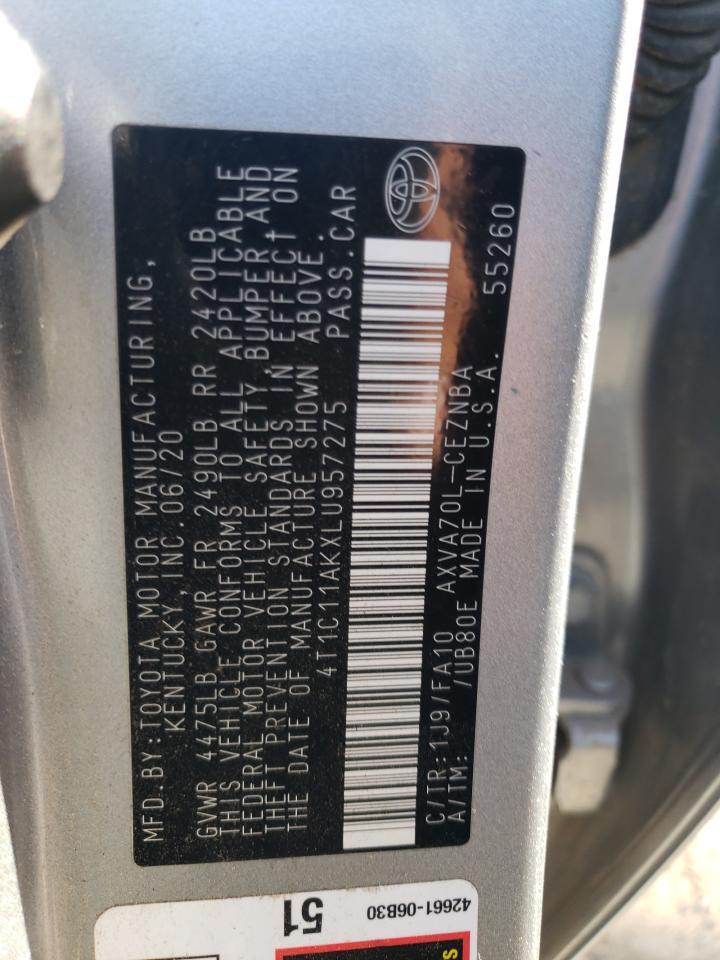 MFD.BY:TOYOTA MOTOR MANUFACTURING,
KENTUCKY, INC.06/20
GVWR 4475LB GAWR FR 2490LB RR 2420LB
THIS VEHICLE CONFORMS TO ALL APPLICABLE
FEDERAL MOTOR VEHICLE SAFETY, BUMPER AND
THEFT PREVENTION STANDARDS IN EFFECT ON
THE DATE OF MANUFACTURE SHOWN ABOVE.
4T1C11AKXLU957275 PASS.CAR
C/TR:1J9/FA10 AXVA70L-CEZNBA
A/TM: /UB80E MADE IN U.S.A. 55260
42661-06B30
51